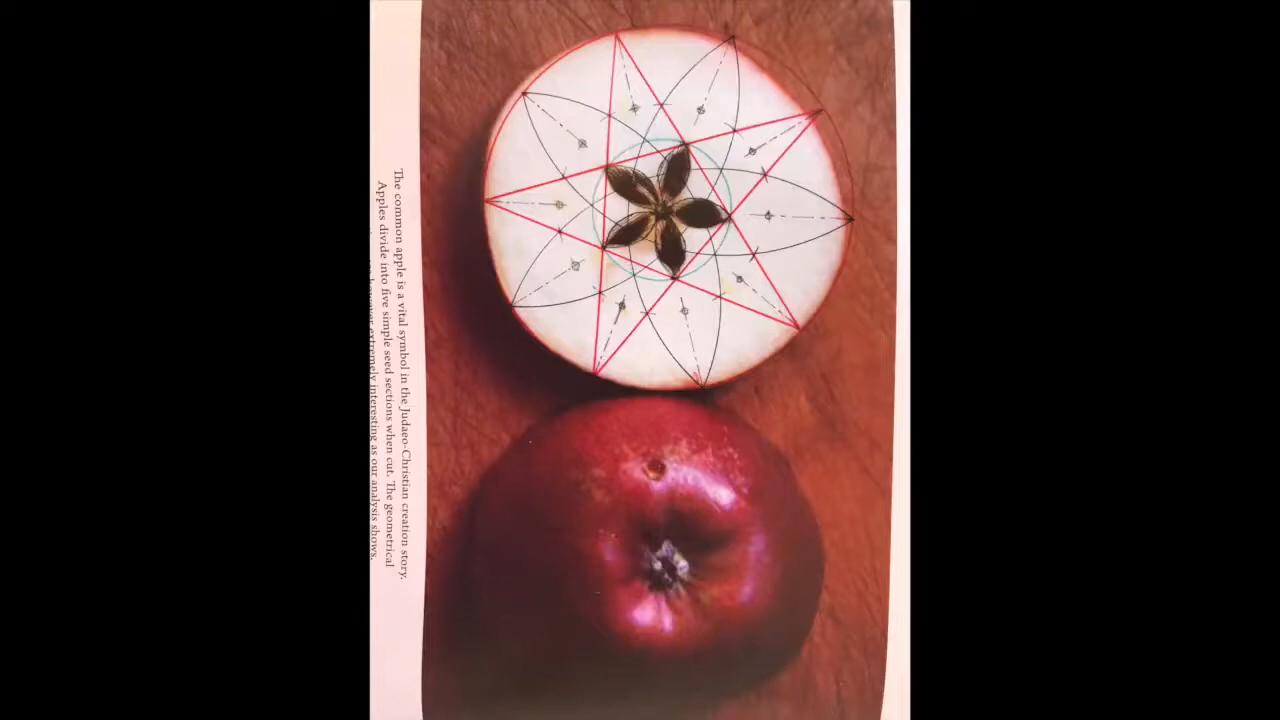 The common apple is a vital symbol in the Judaeo-Christian creation story.
Apples divide into five simple seed sections when cut. The geometrical
however extremely interesting as our analysis shows.